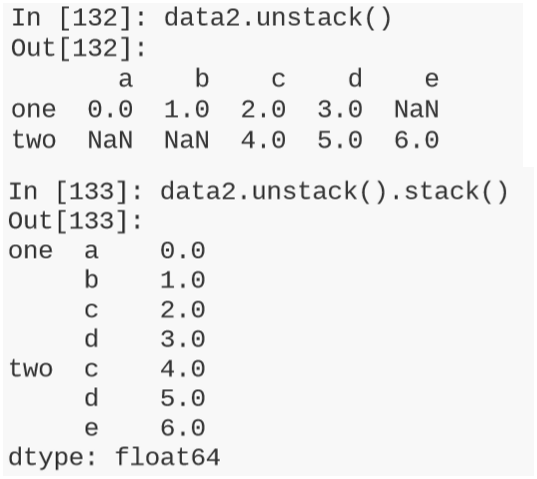 In [132]: data2.unstack()
Out[132]:
a b c d e
one 0.0 1.0 2.0 3.0 NaN
two NaN NaN 4.0 5.0 6.0
In [133]: data2.unstack().stack()
Out[133]:
one a 0.0
b 1.0
c 2.0
d 3.0
two c 4.0
d 5.0
e 6.0
dtype: float64